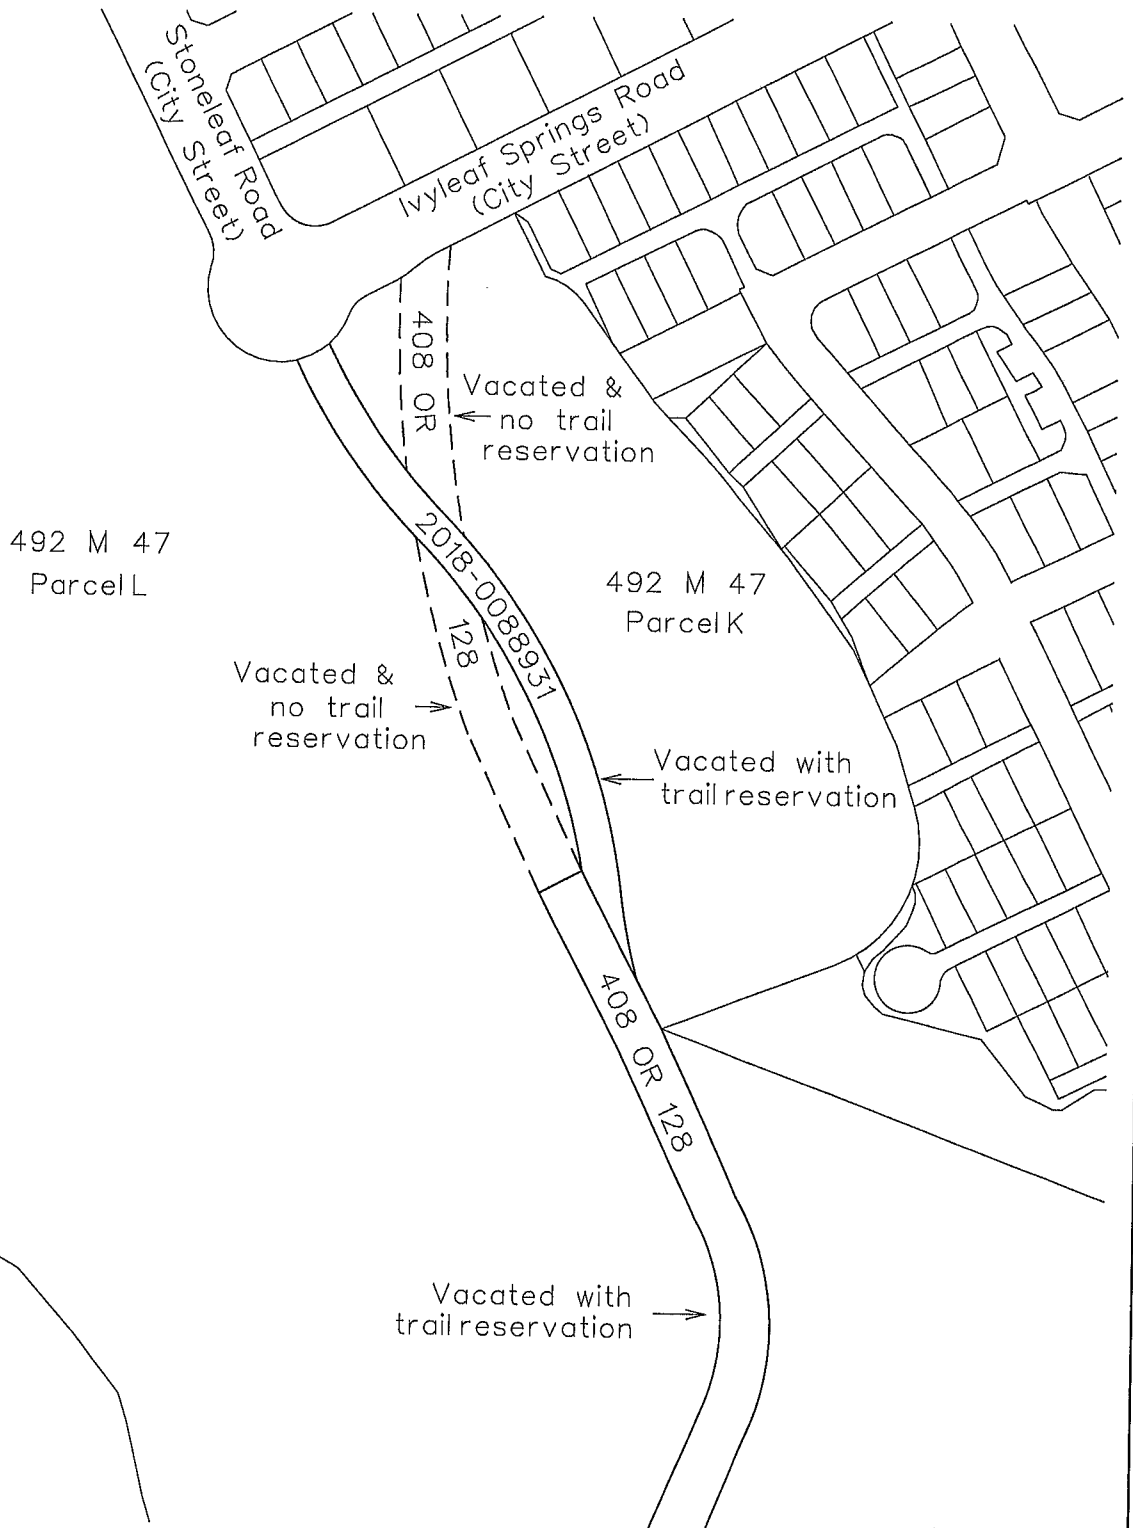 Stoneleaf Road
(City Street)
Ivyleaf Springs Road
(City Street)
408 OR
Vacated &
no trail
reservation
2018-0088931
492 M 47
Parcel L
492 M 47
Parcel K
128
Vacated &
no trail
reservation
Vacated with
trail reservation
408 OR 128
Vacated with
trail reservation